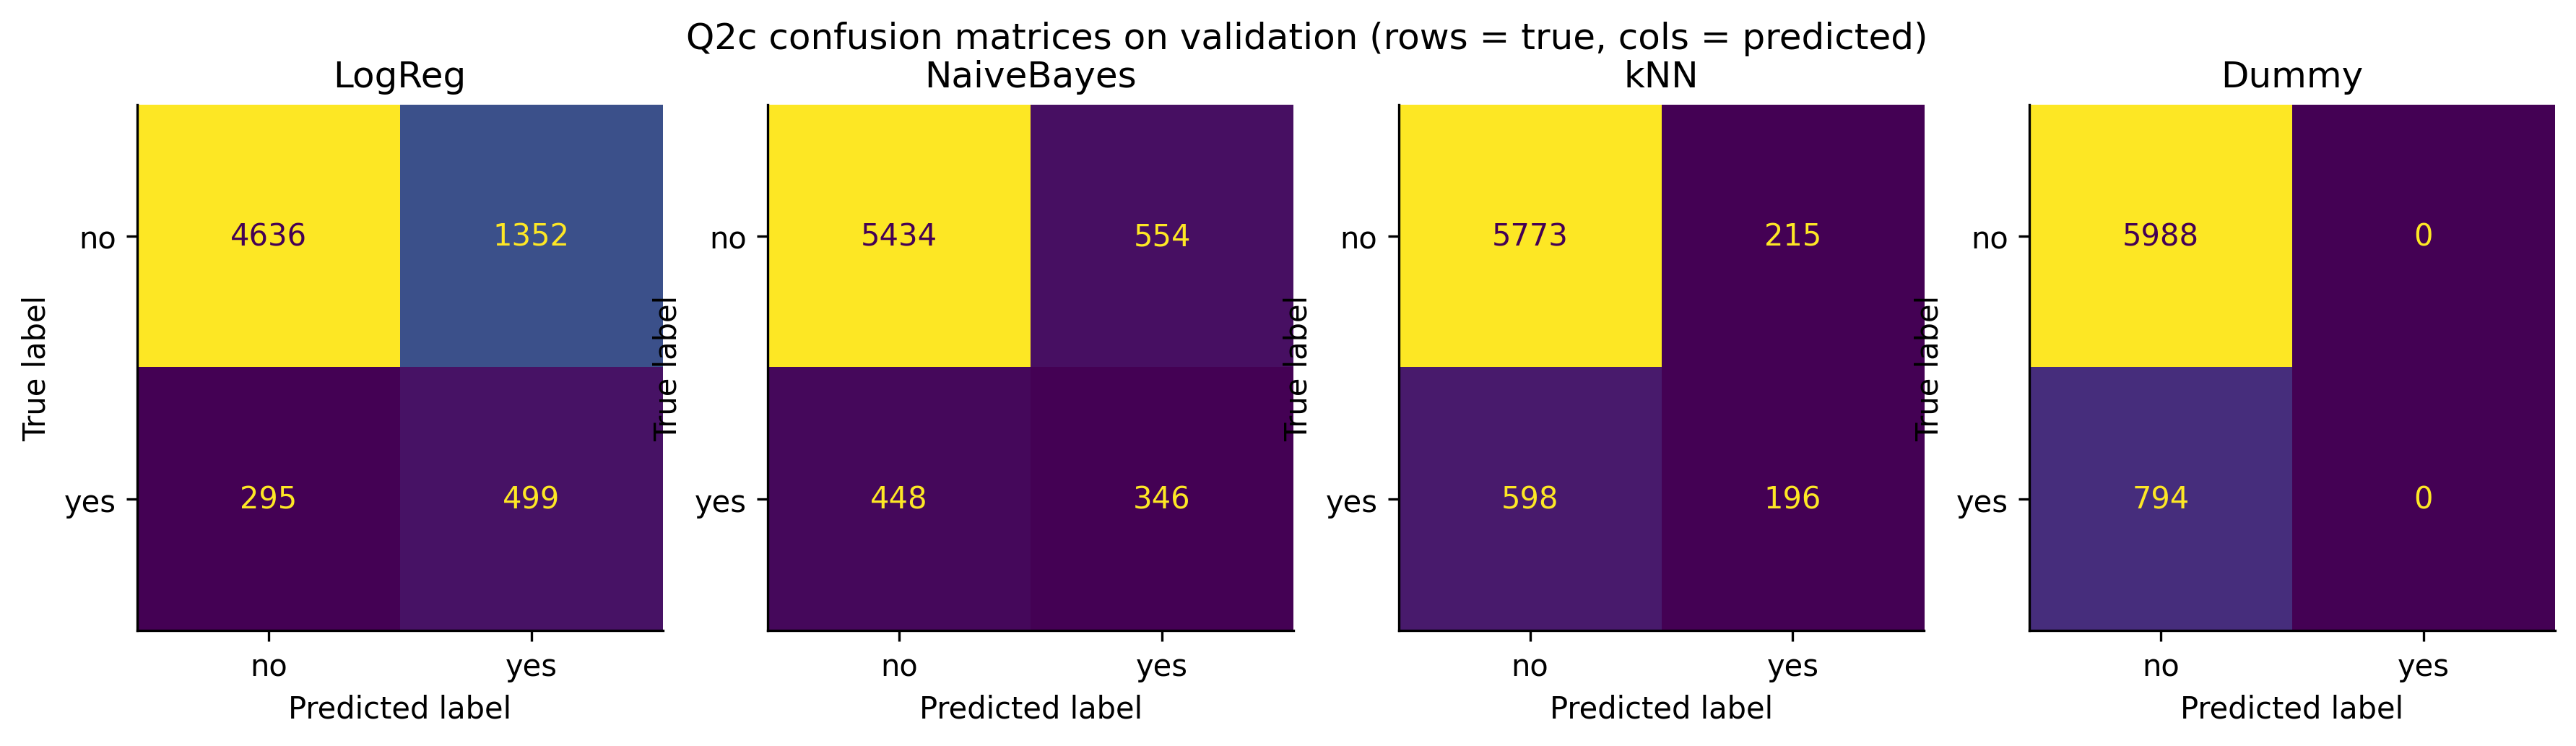 Q2c confusion matrices on validation (rows = true, cols = predicted)
LogReg
True label
no
4636
1352
yes
295
499
no
yes
Predicted label
NaiveBayes
True label
no
5434
554
yes
448
346
no
yes
Predicted label
kNN
True label
no
5773
215
yes
598
196
no
yes
Predicted label
Dummy
True label
no
5988
0
yes
794
0
no
yes
Predicted label